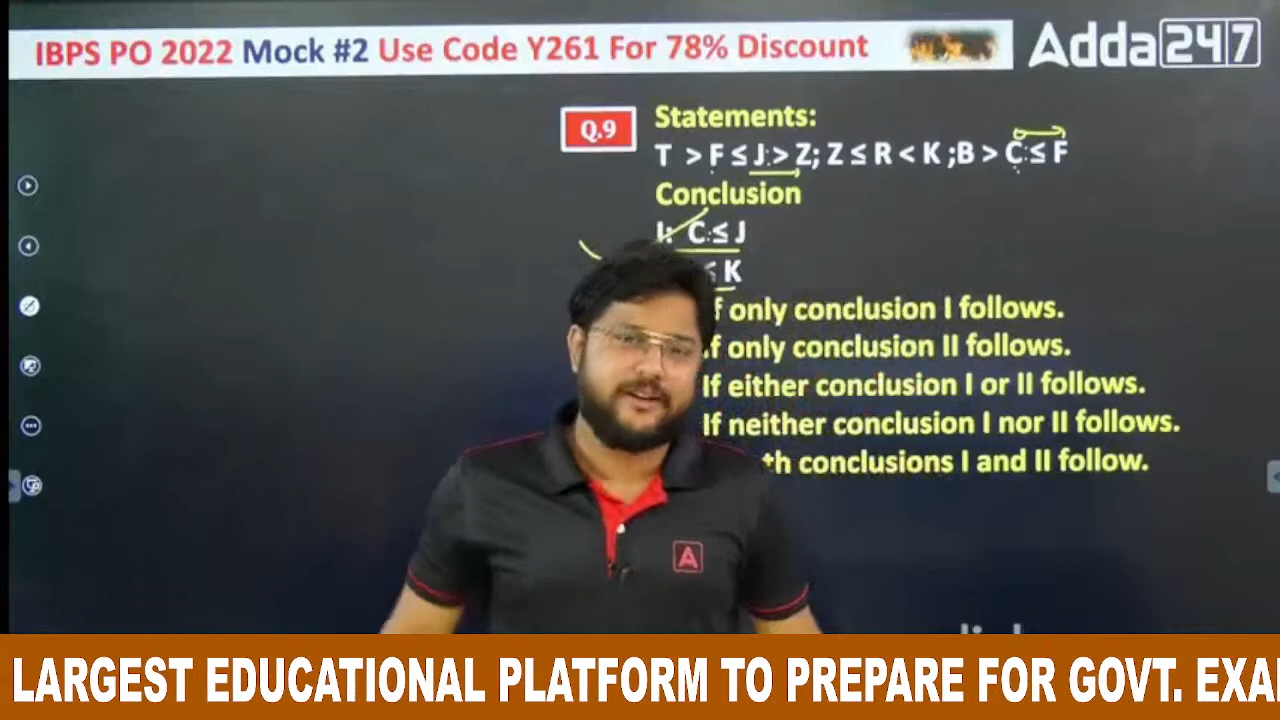 IBPS PO 2022 Mock #2 Use Code Y261 For 78% Discount
Adda247
Q.9
Statements:
T > F ≤ J > Z; Z ≤ R < K ;B > C ≤ F
Conclusion
I: C ≤ J
≤ K
f only conclusion I follows.
If only conclusion II follows.
If either conclusion I or II follows.
If neither conclusion I nor II follows.
th conclusions I and II follow.
A
LARGEST EDUCATIONAL PLATFORM TO PREPARE FOR GOVT. EXA